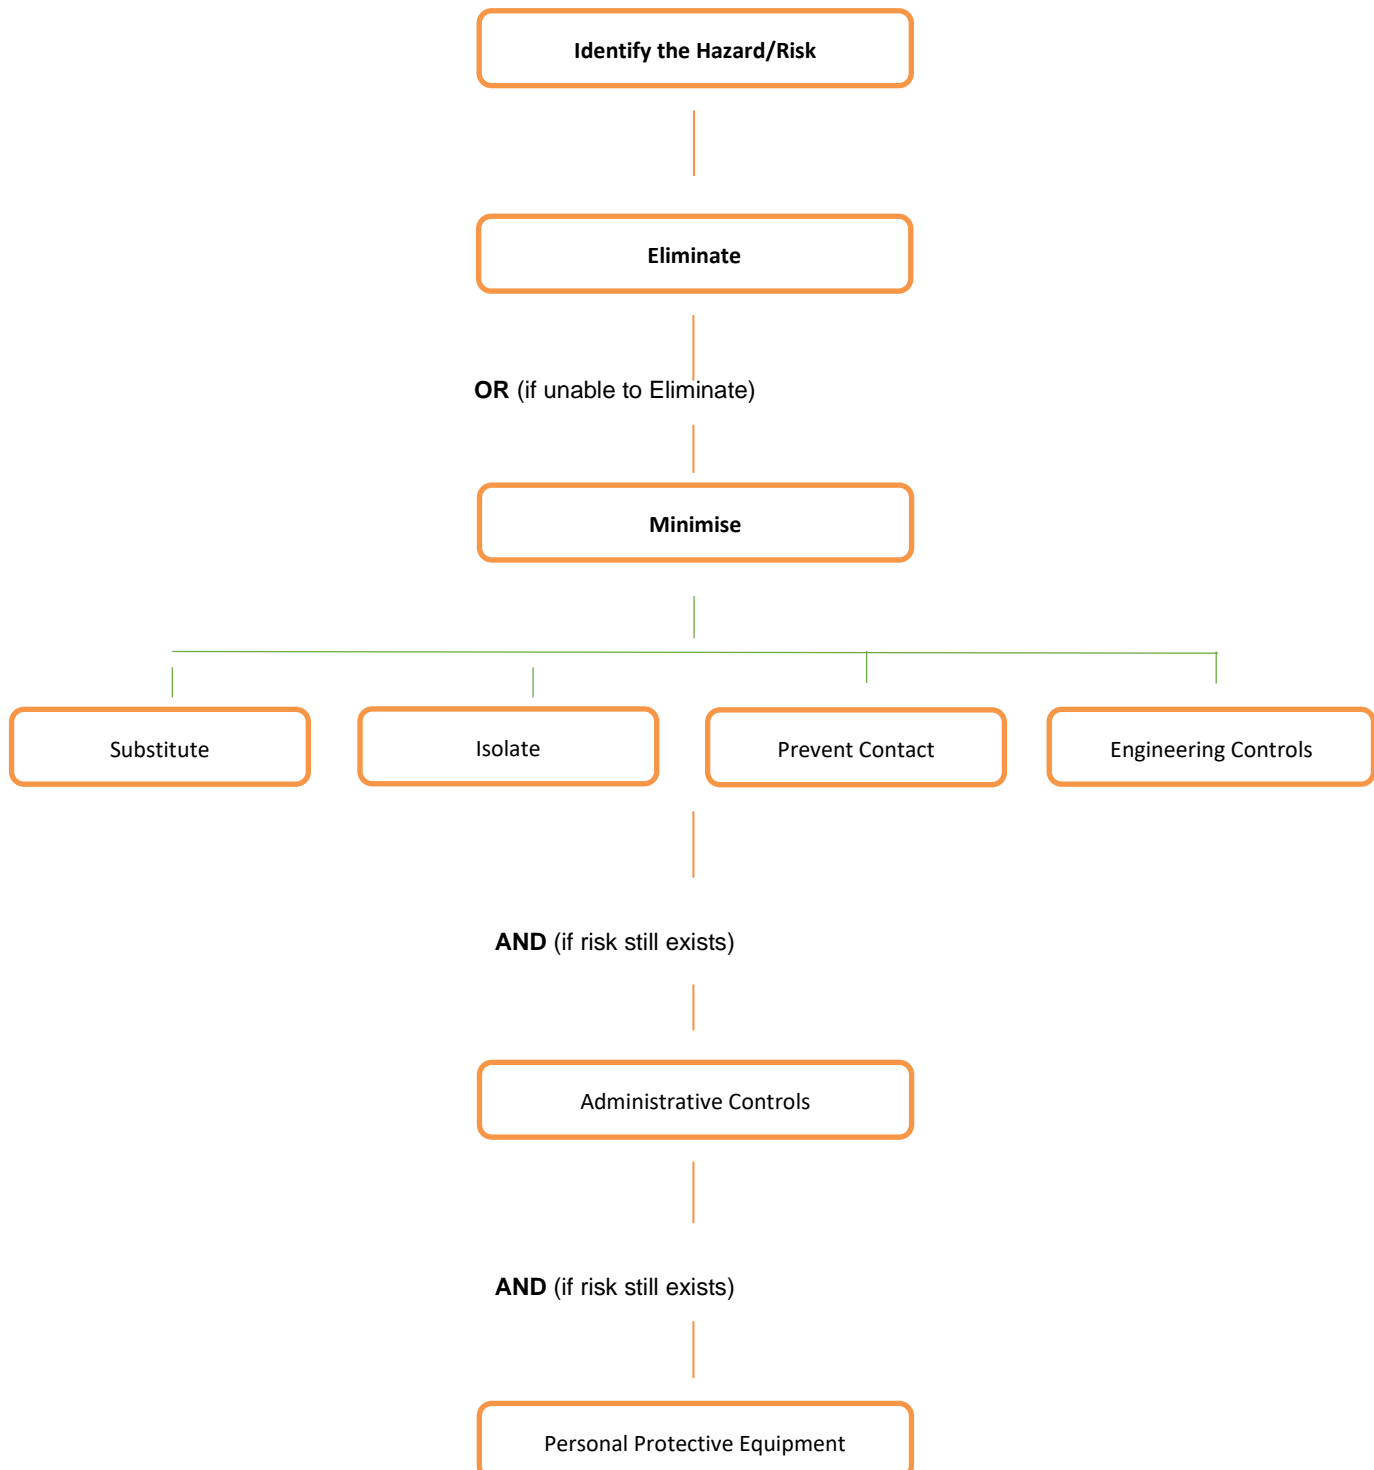 Identify the Hazard/Risk
Eliminate
OR (if unable to Eliminate)
Minimise
Substitute
Isolate
Prevent Contact
Engineering Controls
AND (if risk still exists)
Administrative Controls
AND (if risk still exists)
Personal Protective Equipment